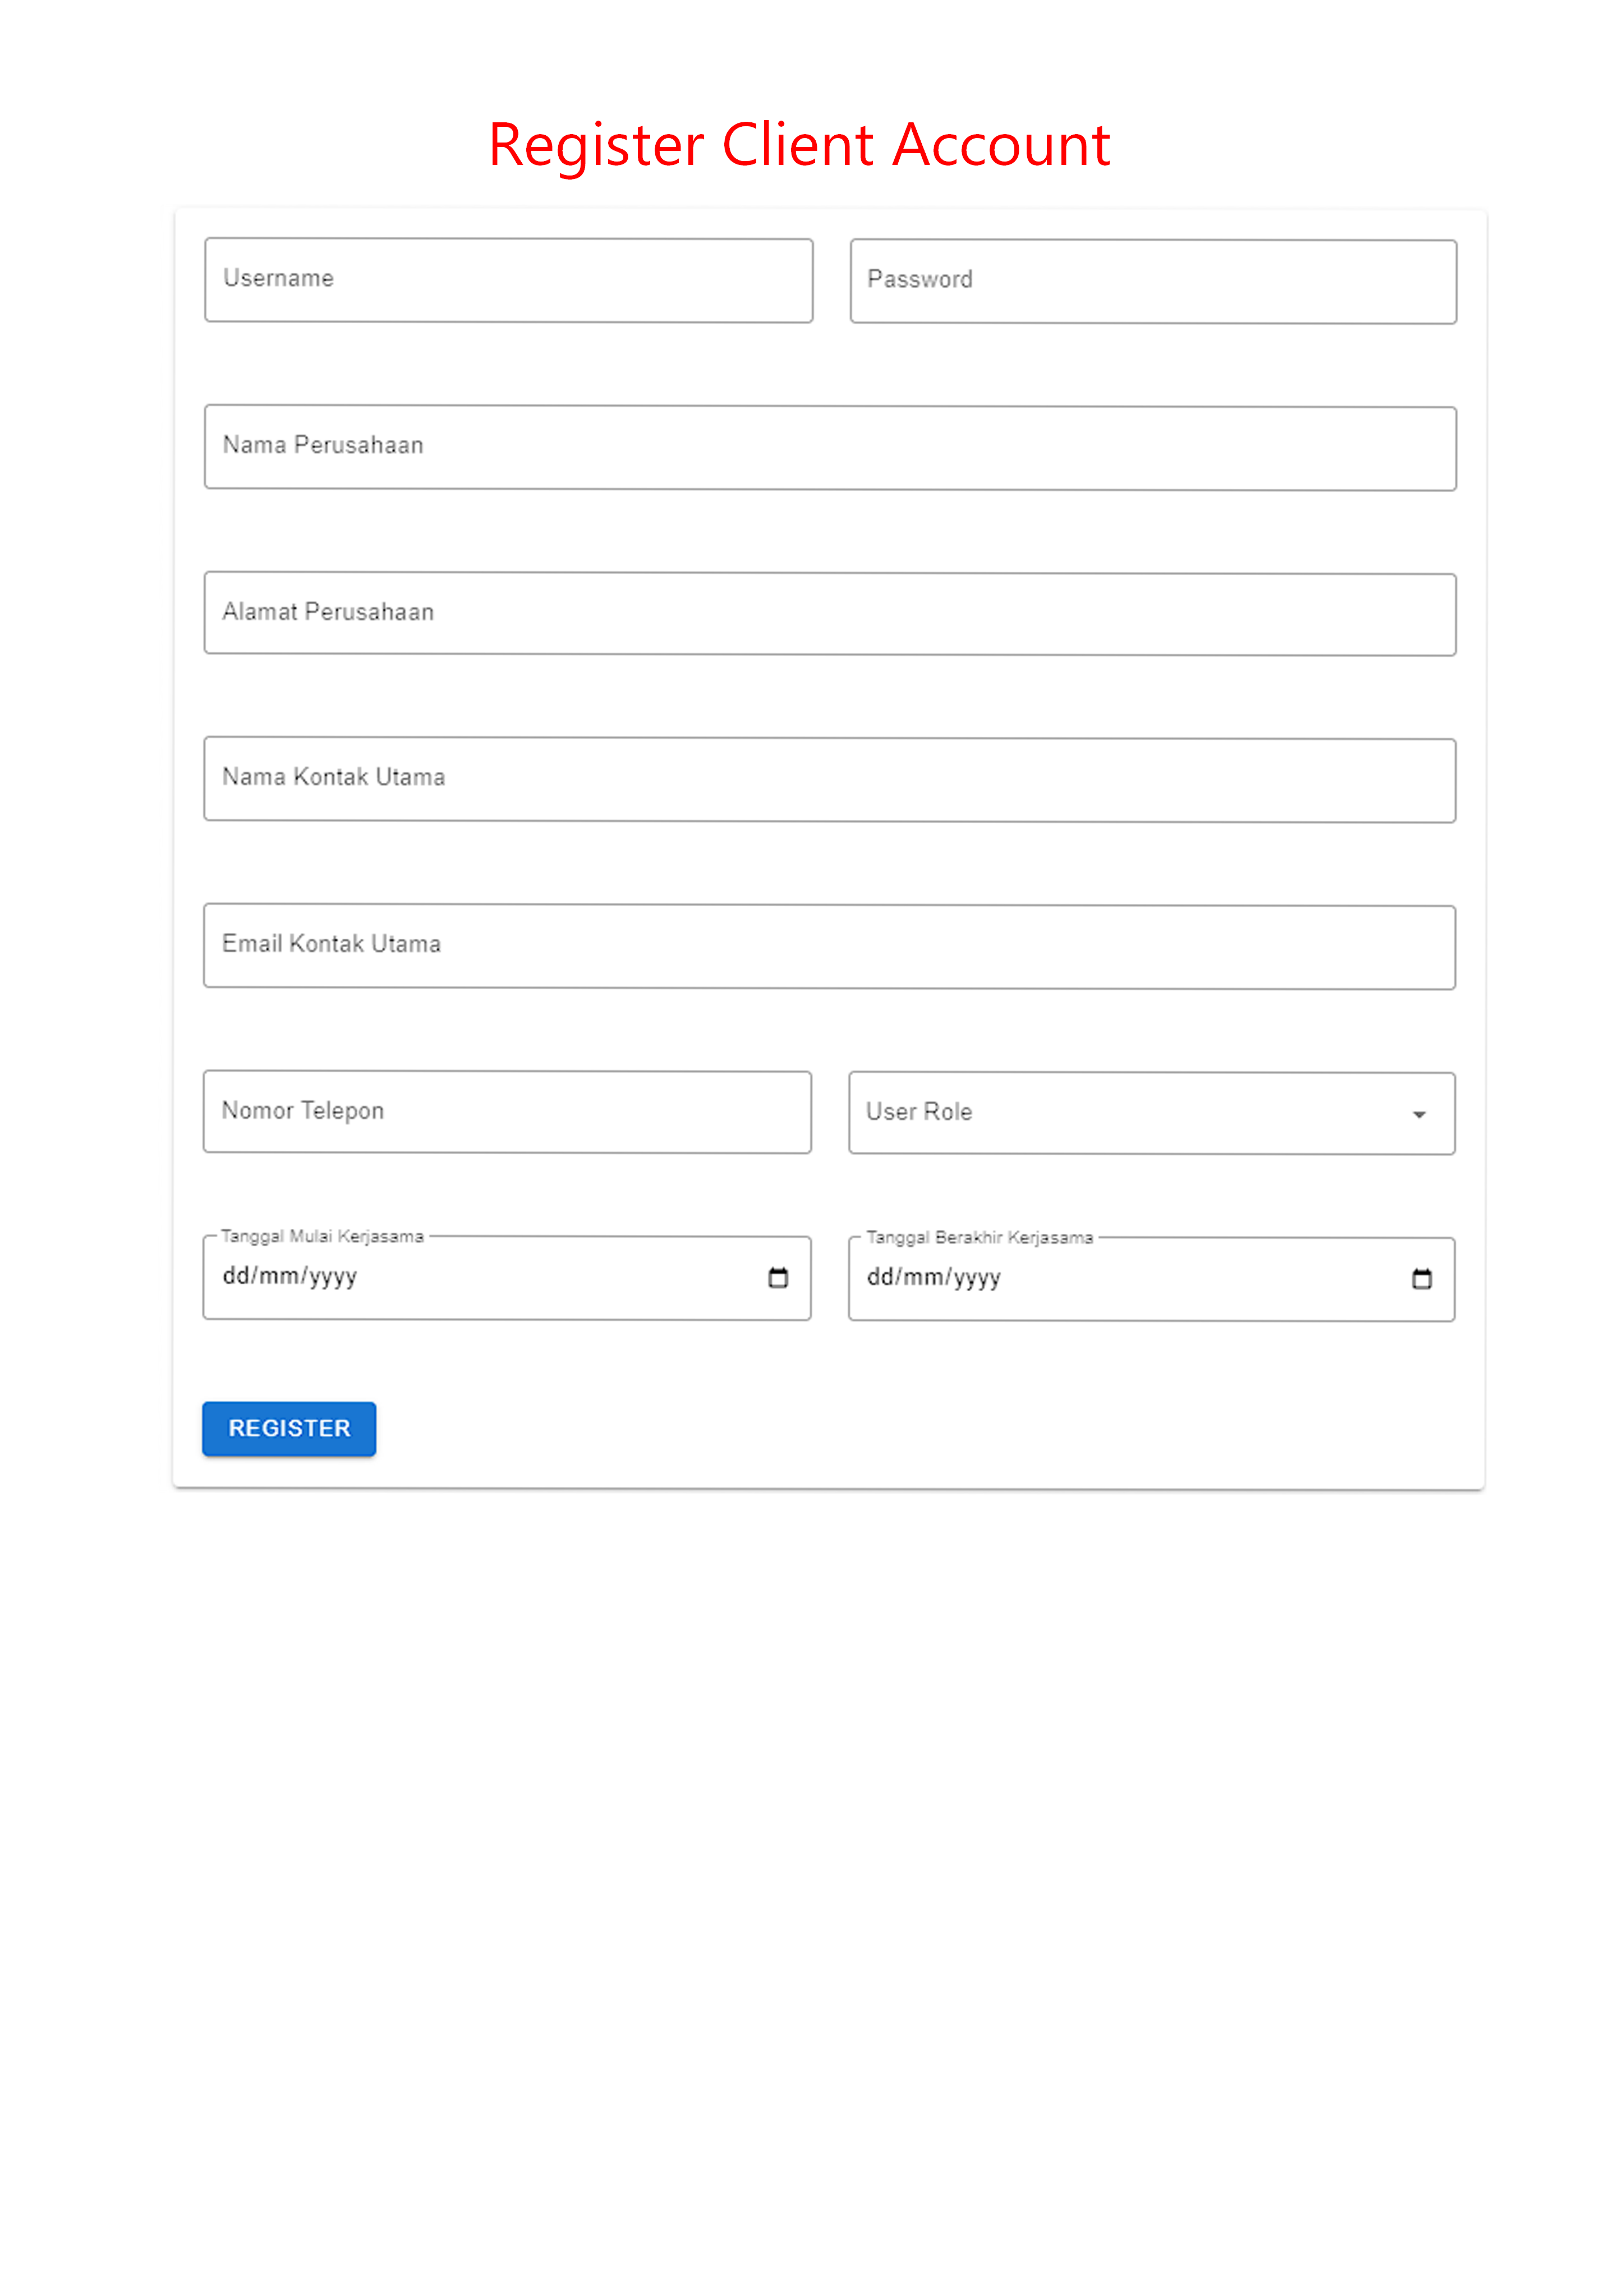 Register Client Account
Username
Password
Nama Perusahaan
Alamat Perusahaan
Nama Kontak Utama
Email Kontak Utama
Nomor Telepon
User Role
Tanggal Mulai Kerjasama
dd/mm/yyyy
Tanggal Berakhir Kerjasama
dd/mm/yyyy
REGISTER